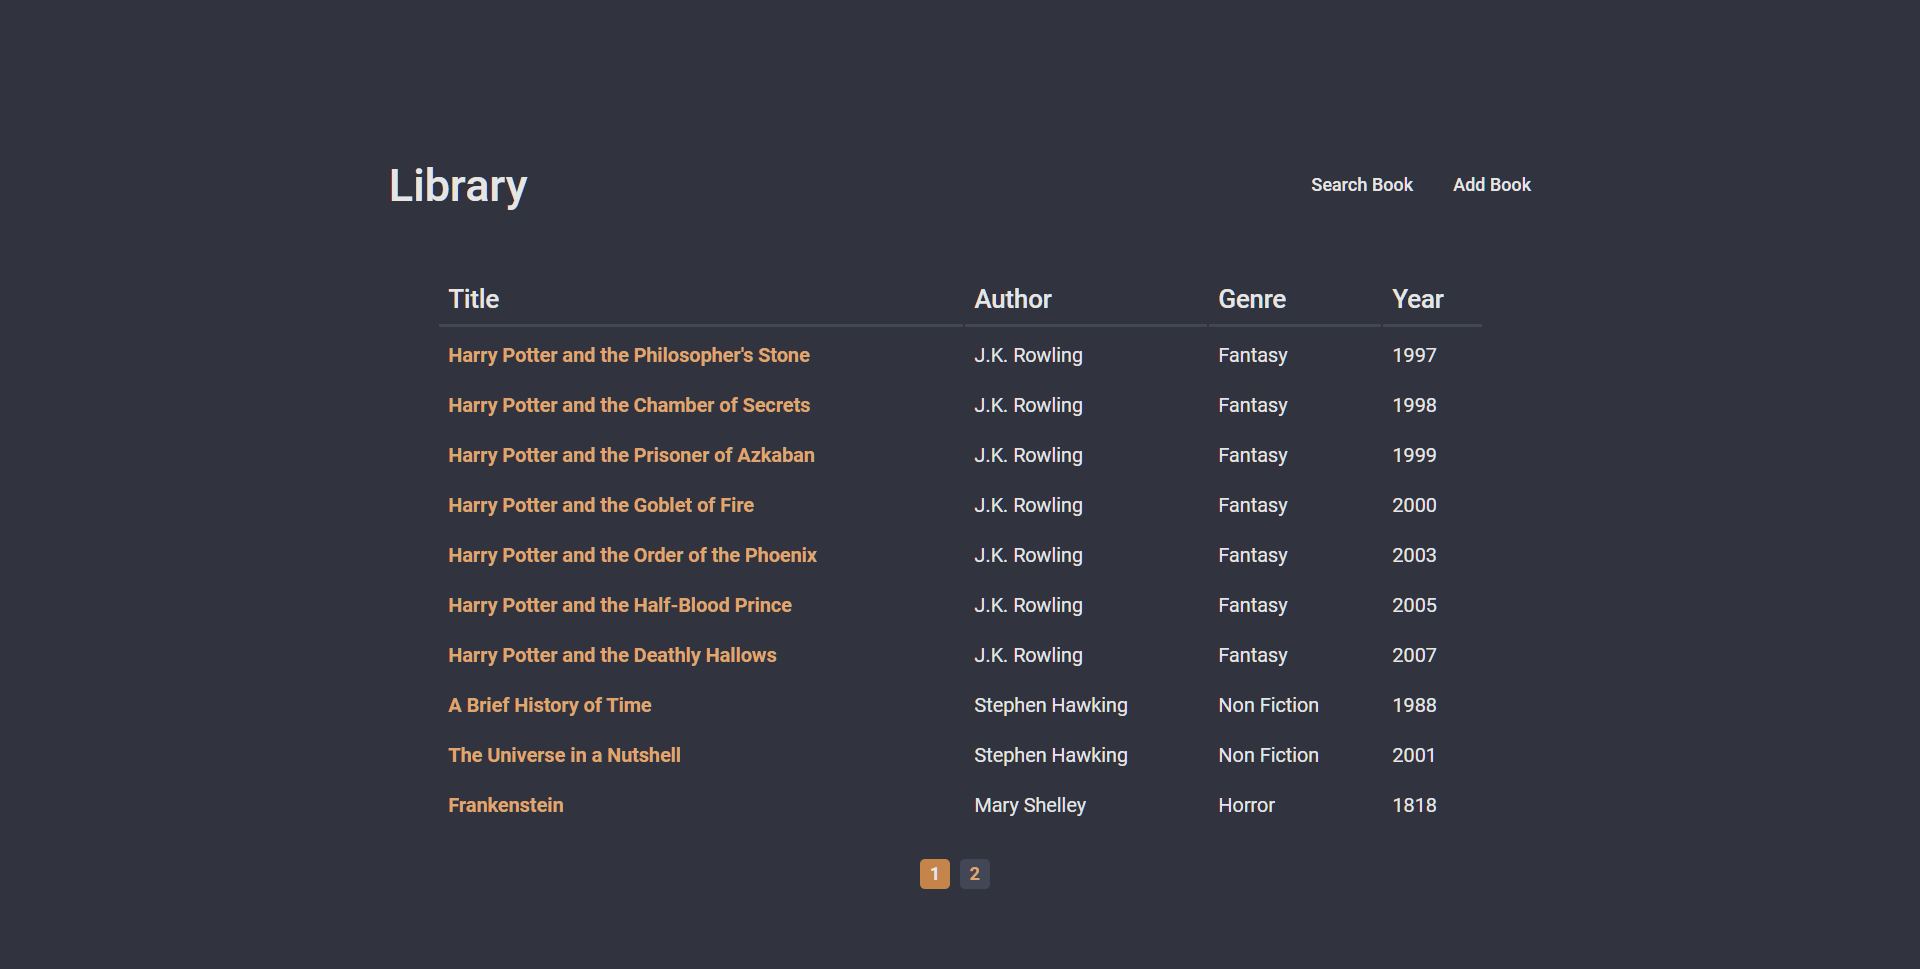 Library Search Book Add Book
Title Author Genre Year
Harry Potter and the Philosopher's Stone J.K. Rowling Fantasy 1997
Harry Potter and the Chamber of Secrets J.K. Rowling Fantasy 1998
Harry Potter and the Prisoner of Azkaban J.K. Rowling Fantasy 1999
Harry Potter and the Goblet of Fire J.K. Rowling Fantasy 2000
Harry Potter and the Order of the Phoenix J.K. Rowling Fantasy 2003
Harry Potter and the Half-Blood Prince J.K. Rowling Fantasy 2005
Harry Potter and the Deathly Hallows J.K. Rowling Fantasy 2007
A Brief History of Time Stephen Hawking Non Fiction 1988
The Universe in a Nutshell Stephen Hawking Non Fiction 2001
Frankenstein Mary Shelley Horror 1818
1 2